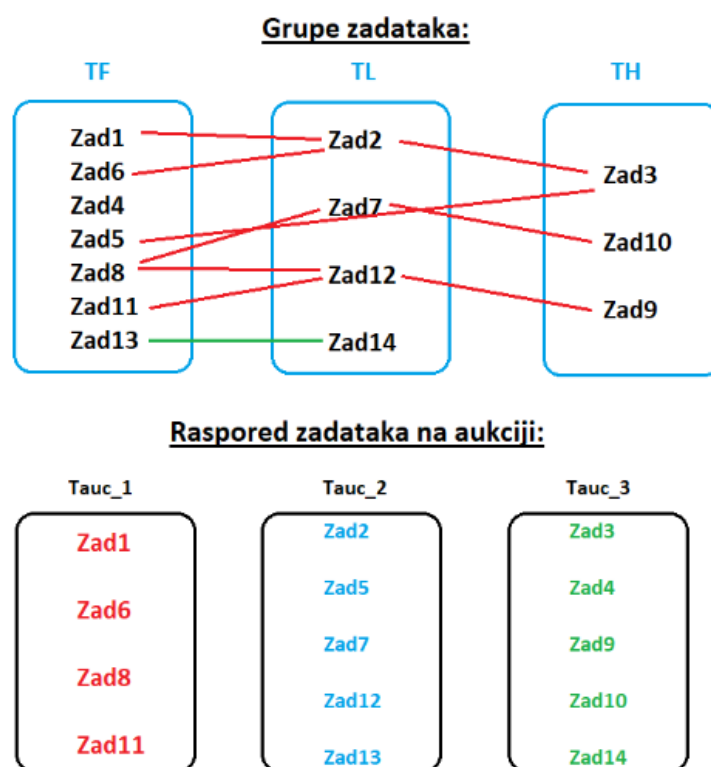 Grupe zadataka:
TF TL TH
Zad1
Zad6
Zad4
Zad5
Zad8
Zad11
Zad13
Zad2
Zad7
Zad12
Zad14
Zad3
Zad10
Zad9
Raspored zadataka na aukciji:
Tauc_1 Tauc_2 Tauc_3
Zad1
Zad6
Zad8
Zad11
Zad2
Zad5
Zad7
Zad12
Zad13
Zad3
Zad4
Zad9
Zad10
Zad14